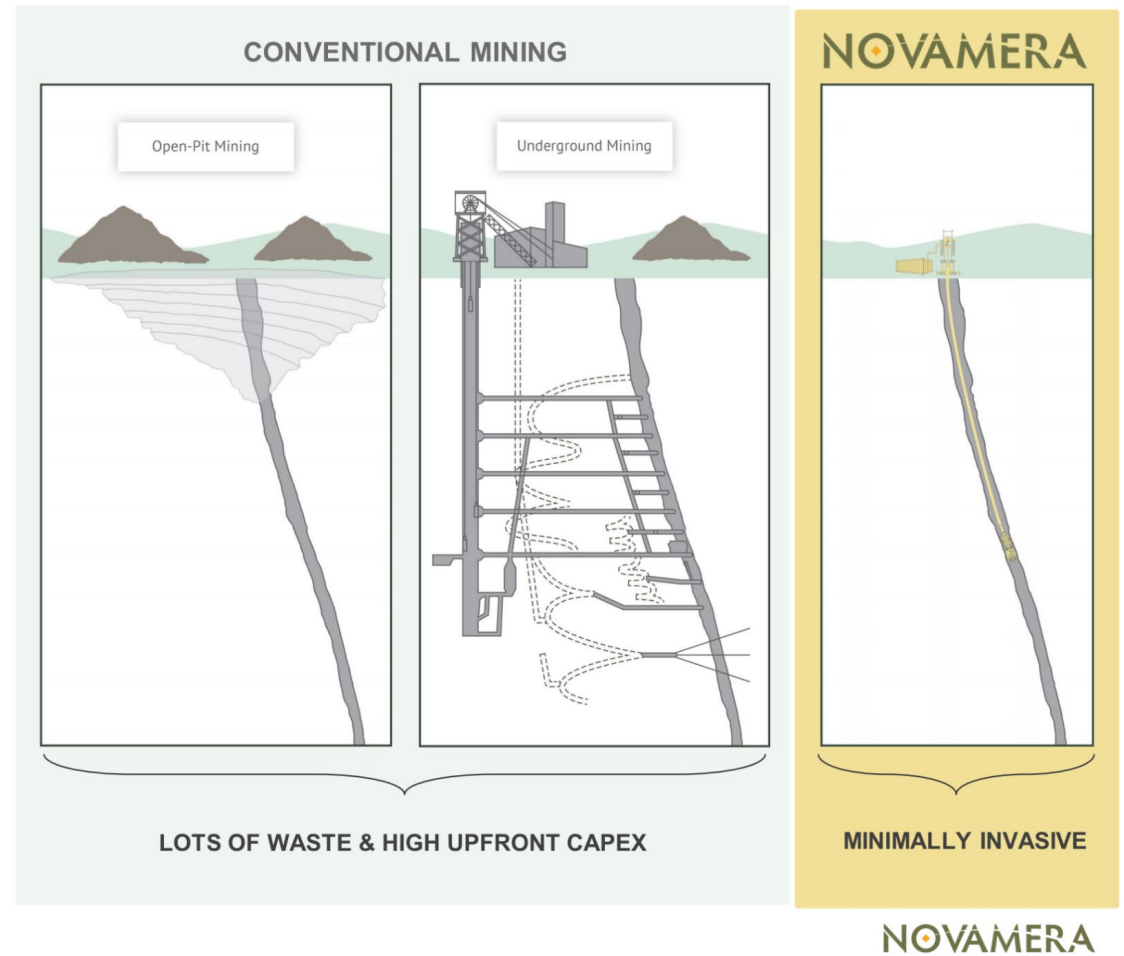 CONVENTIONAL MINING
NOVAMERA
Open-Pit Mining
Underground Mining
LOTS OF WASTE & HIGH UPFRONT CAPEX
MINIMALLY INVASIVE
NOVAMERA